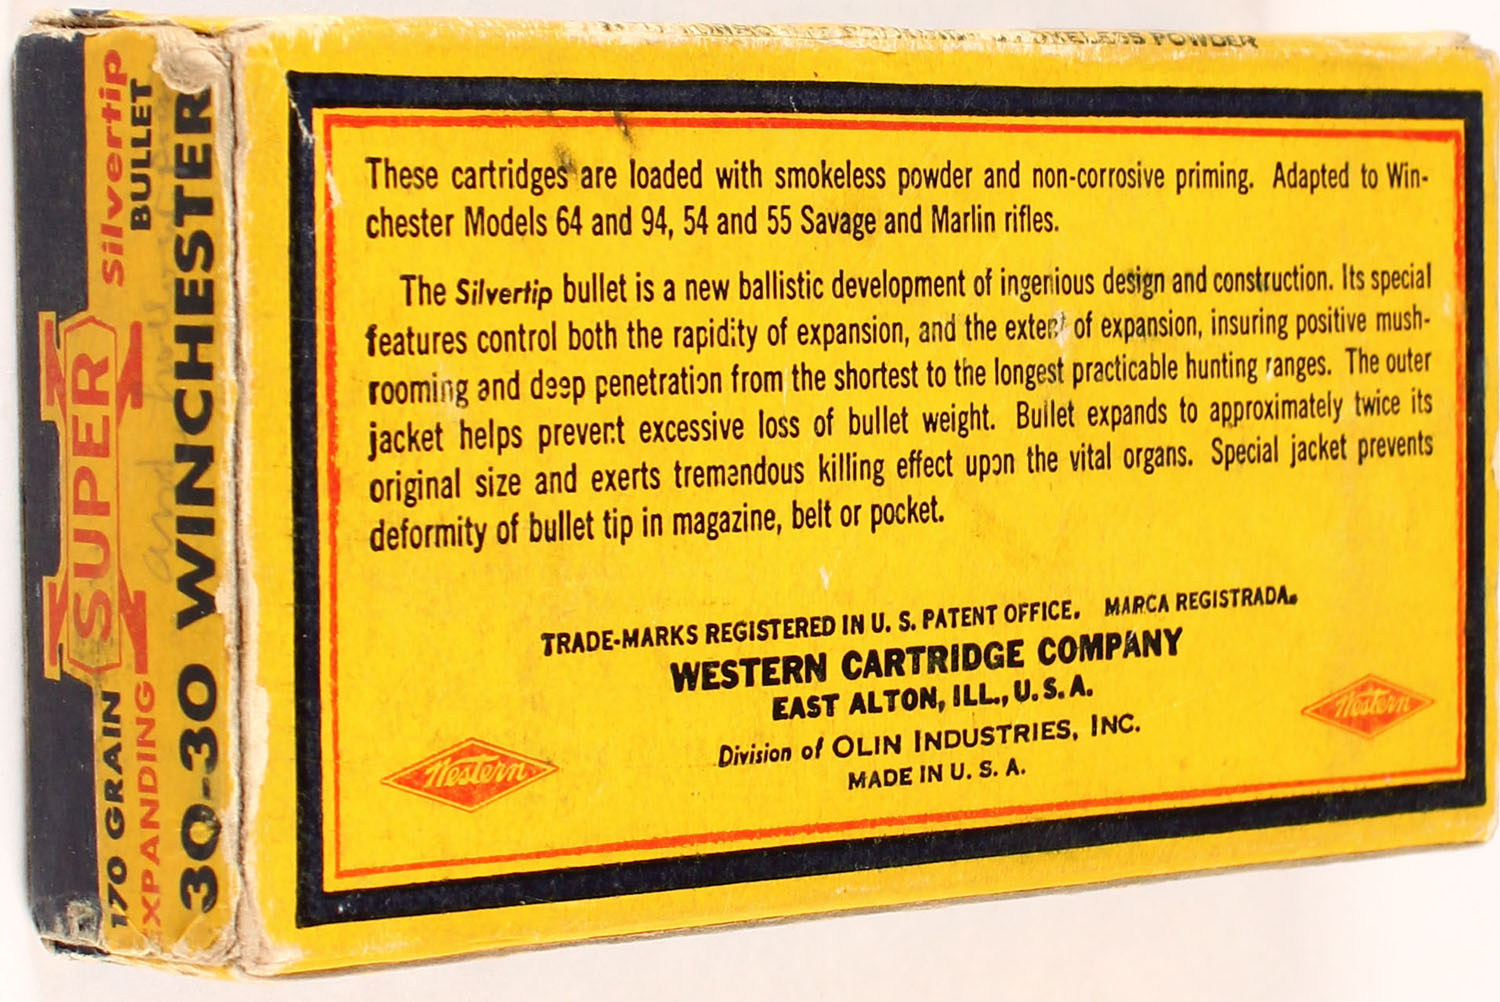 SMOKELESS POWDER
These cartridges are loaded with smokeless powder and non-corrosive priming. Adapted to Win-
chester Models 64 and 94, 54 and 55 Savage and Marlin rifles.
The Silvertip bullet is a new ballistic development of ingenious design and construction. Its special
features control both the rapidity of expansion, and the extent of expansion, insuring positive mush-
rooming and deep penetration from the shortest to the longest practicable hunting ranges. The outer
jacket helps prevent excessive loss of bullet weight. Bullet expands to approximately twice its
original size and exerts tremendous killing effect upon the vital organs. Special jacket prevents
deformity of bullet tip in magazine, belt or pocket.
TRADE-MARKS REGISTERED IN U. S. PATENT OFFICE. MARCA REGISTRADA.
WESTERN CARTRIDGE COMPANY
EAST ALTON, ILL., U. S. A.
Division of OLIN INDUSTRIES, INC.
MADE IN U. S. A.
Western
Western
SUPER X
170 GRAIN
EXPANDING
Silvertip
BULLET
30-30 WINCHESTER